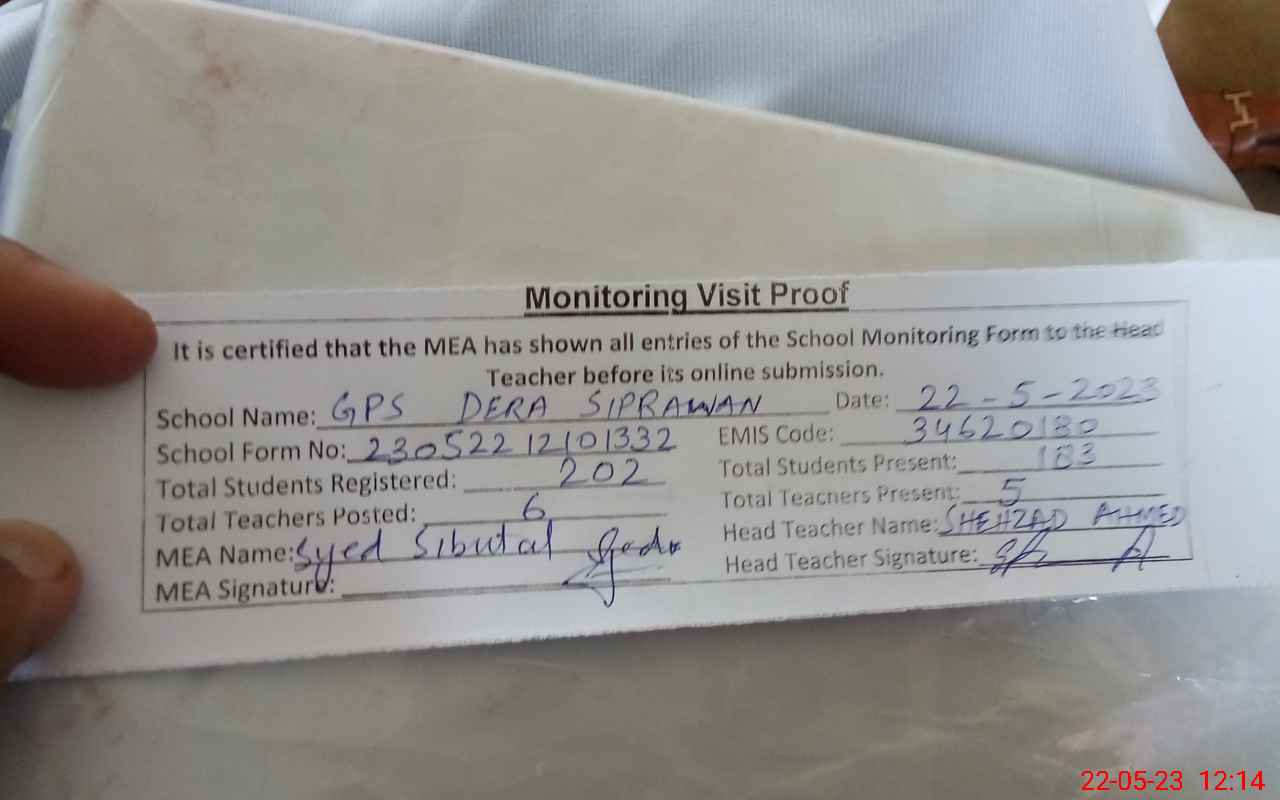 Monitoring Visit Proof
It is certified that the MEA has shown all entries of the School Monitoring Form to the Head
Teacher before its online submission.
School Name: GPS DERA SIPRAWAN Date: 22-5-2023
School Form No: 23052212101332 EMIS Code: 34620180
Total Students Registered: 202 Total Students Present: 183
Total Teachers Posted: 6 Total Teachers Present: 5
MEA Name: Syed Sibutal Head Teacher Name: SHEHZAD AHMED
MEA Signature: Head Teacher Signature:
22-05-23 12:14